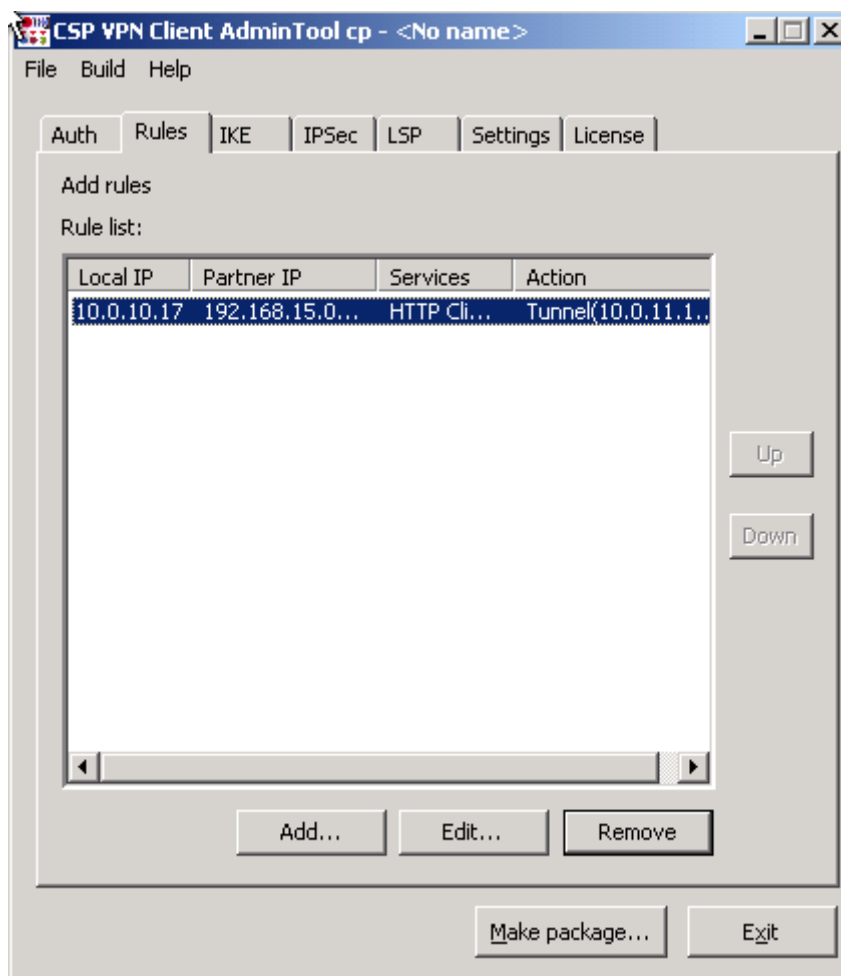 CSP VPN Client AdminTool cp - <No name>
File Build Help
Auth Rules IKE IPSec LSP Settings License
Add rules
Rule list:
Local IP Partner IP Services Action
10.0.10.17 192.168.15.0... HTTP Cli... Tunnel(10.0.11.1..
Up
Down
Add... Edit... Remove
Make package... Exit